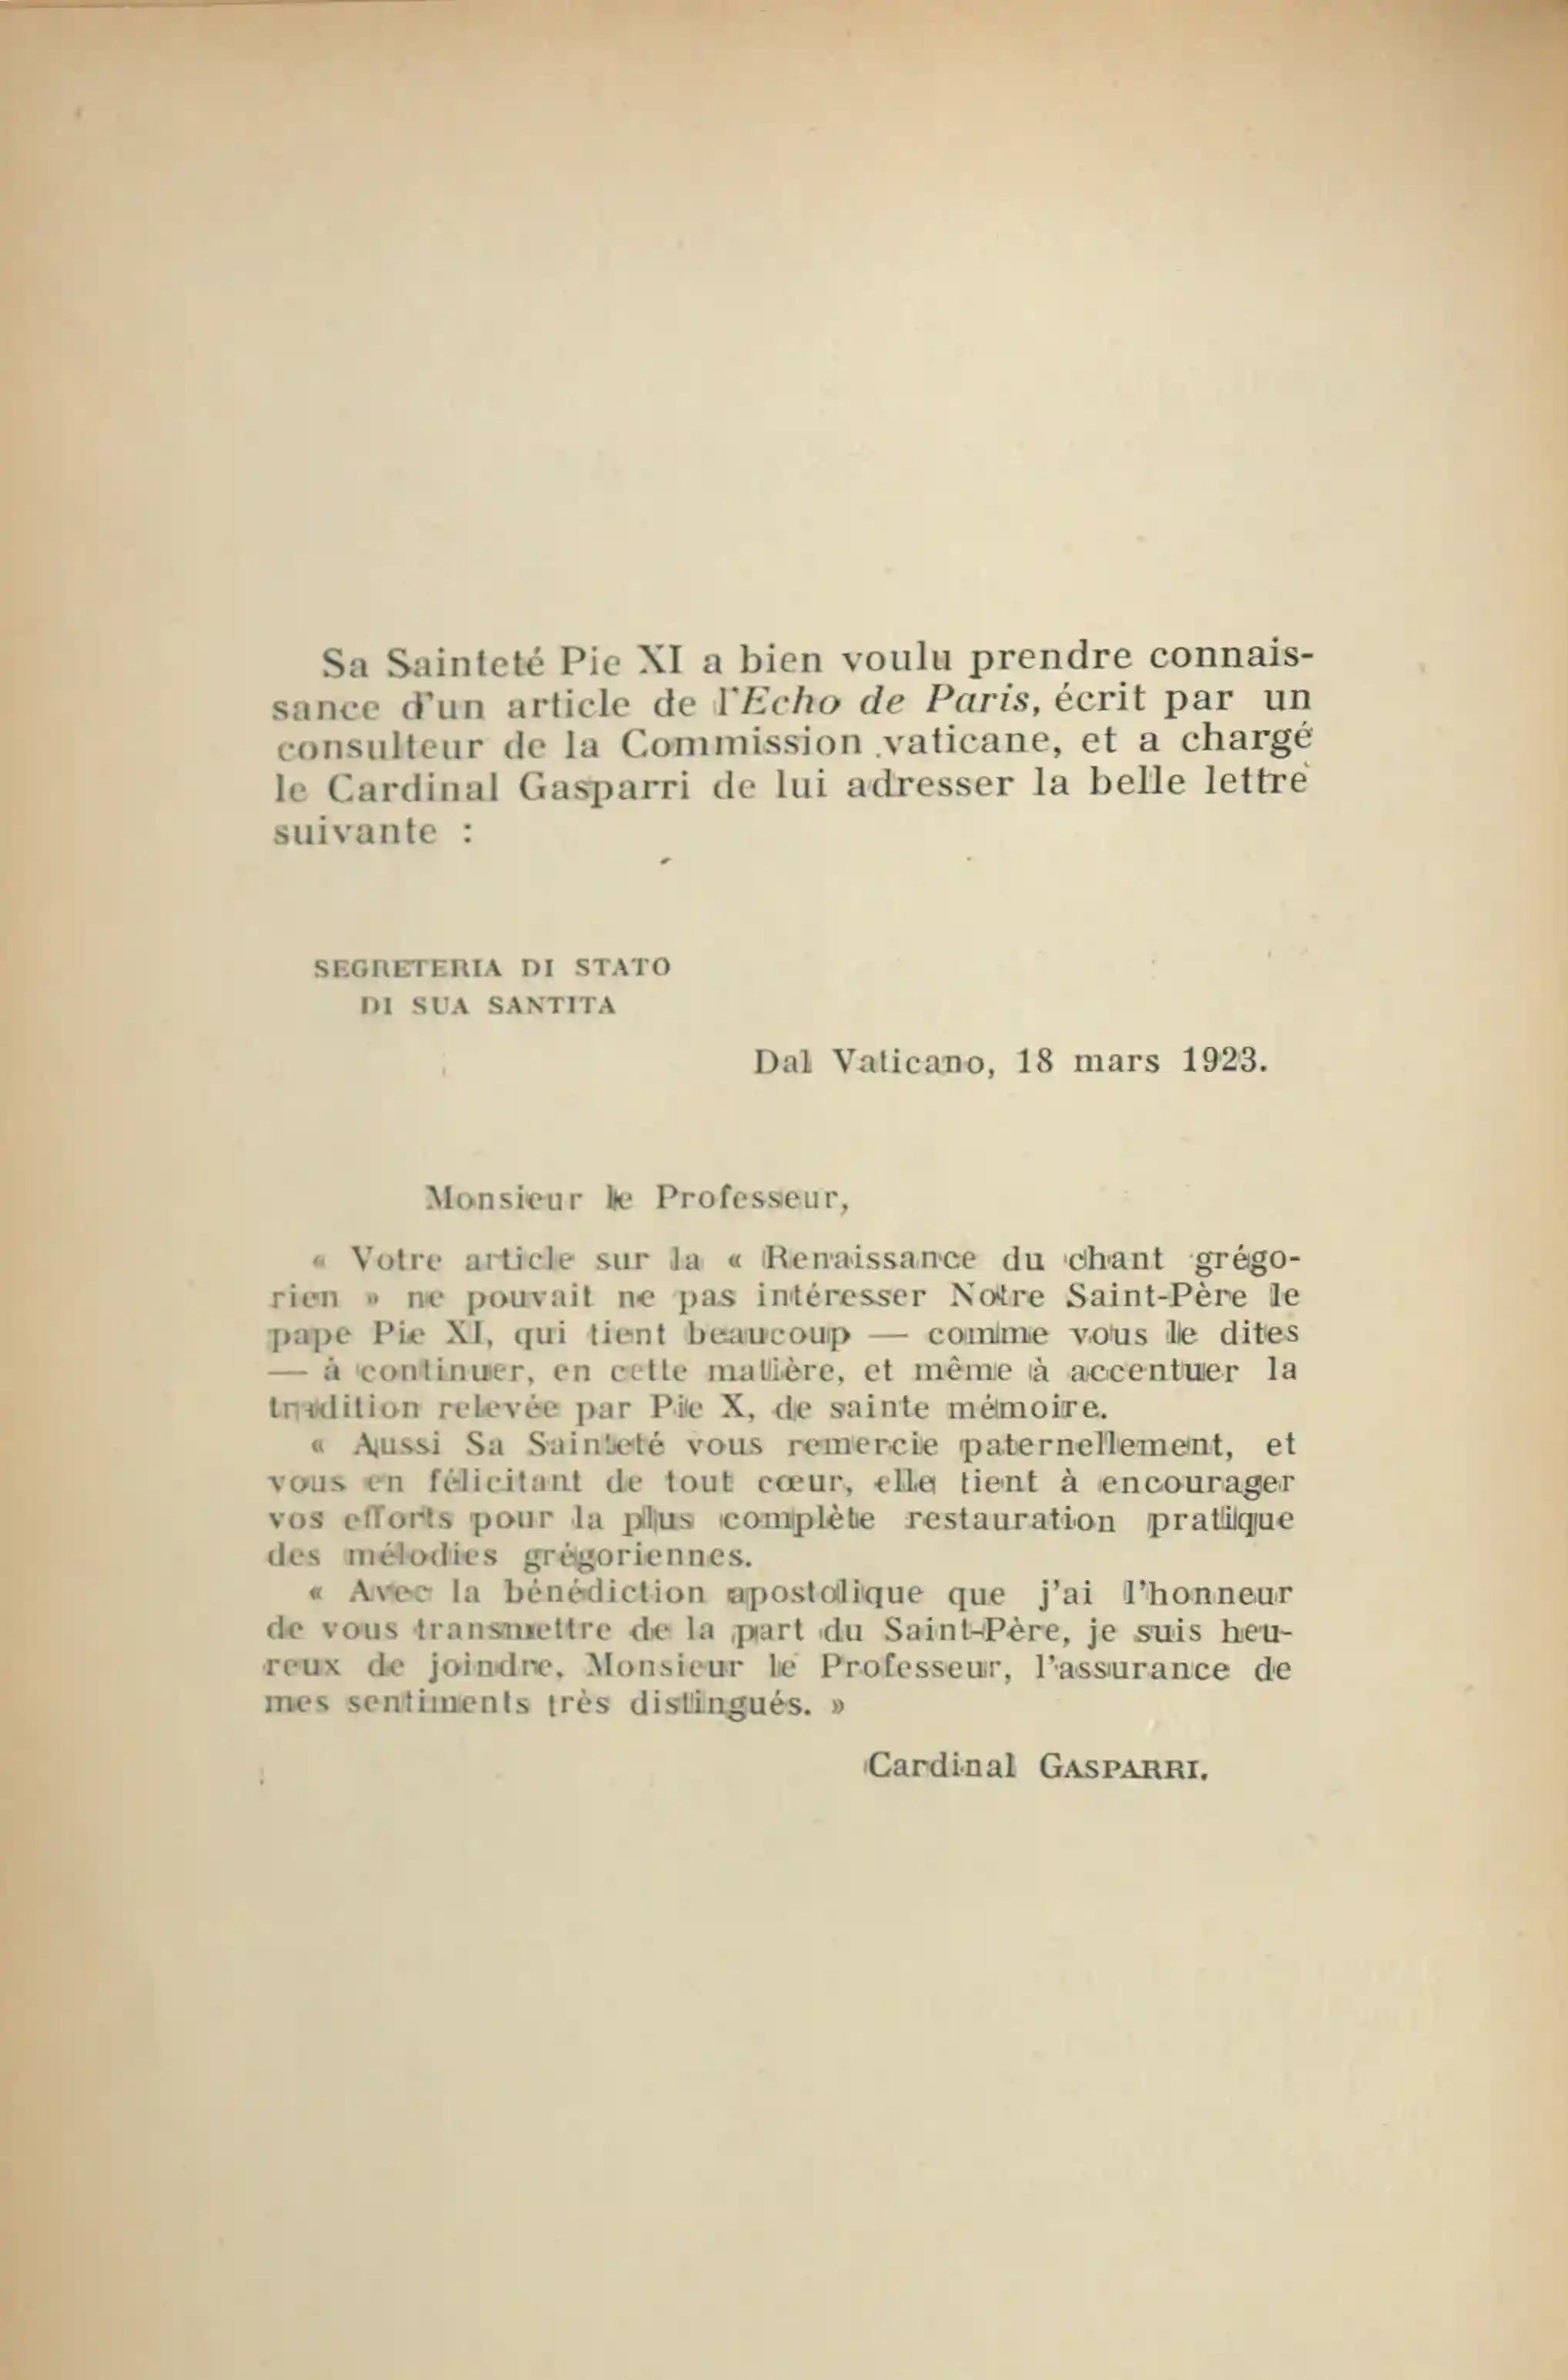 Sa Sainteté Pie XI a bien voulu prendre connais-
sance d'un article de l'Echo de Paris, écrit par un
consulteur de la Commission vaticane, et a chargé
le Cardinal Gasparri de lui adresser la belle lettre
suivante :
SEGRETERIA DI STATO
DI SUA SANTITA
Dal Vaticano, 18 mars 1923.
Monsieur le Professeur,
« Votre article sur la « Renaissance du chant grégo-
rien » ne pouvait ne pas intéresser Notre Saint-Père le
pape Pie XI, qui tient beaucoup — comme vous le dites
— à continuer, en cette matière, et même à accentuer la
tradition relevée par Pie X, de sainte mémoire.
« Aussi Sa Sainteté vous remercie paternellement, et
vous en félicitant de tout cœur, elle tient à encourager
vos efforts pour la plus complète restauration pratique
des mélodies grégoriennes.
« Avec la bénédiction apostolique que j'ai l'honneur
de vous transmettre de la part du Saint-Père, je suis heu-
reux de joindre, Monsieur le Professeur, l'assurance de
mes sentiments très distingués. »
Cardinal GASPARRI.